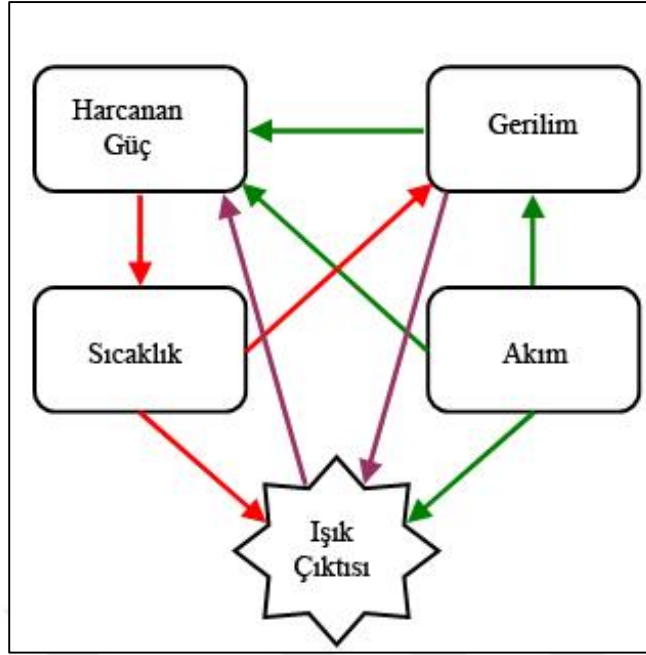 Harcanan
Güç
Gerilim
Sıcaklık
Akım
Işık
Çıktısı